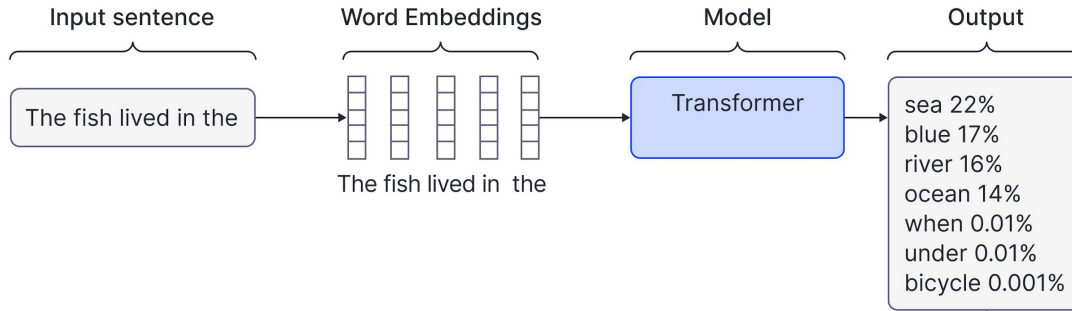 Input sentence
Word Embeddings
Model
Output
The fish lived in the
The fish lived in the
Transformer
sea 22%
blue 17%
river 16%
ocean 14%
when 0.01%
under 0.01%
bicycle 0.001%